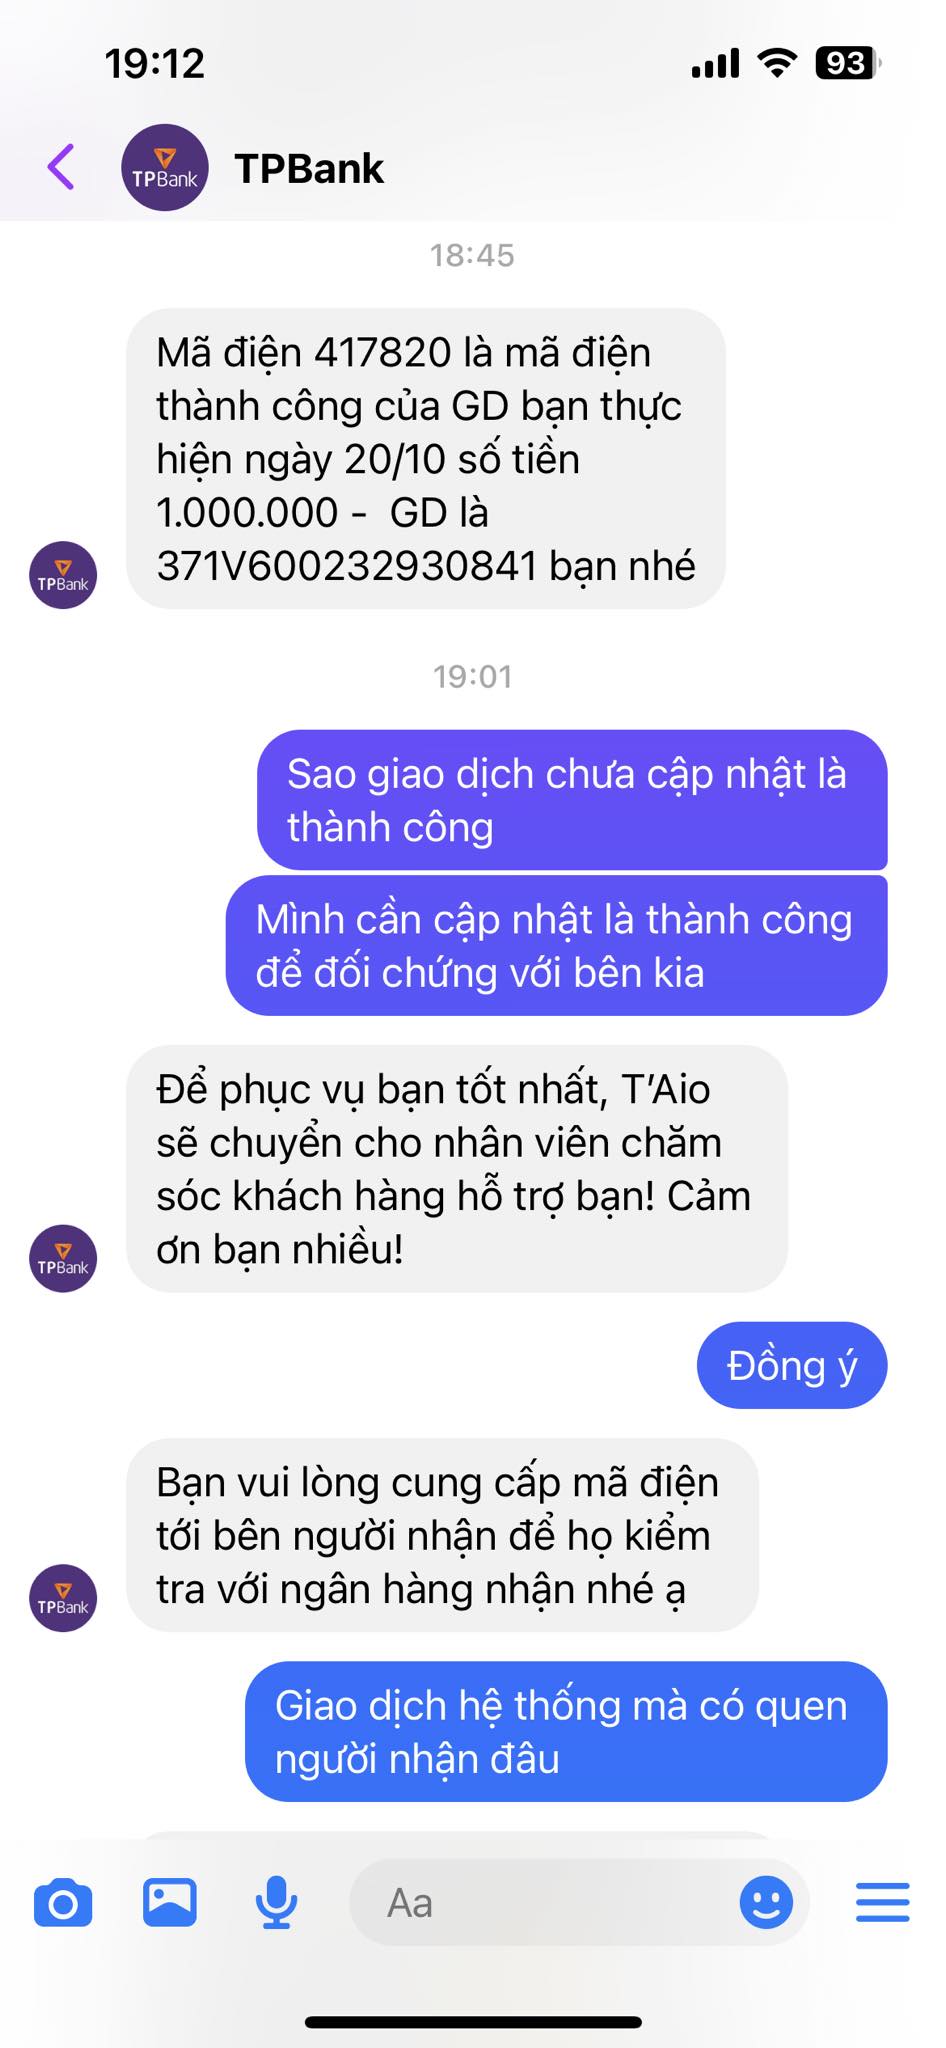 19:12
93
TPBank
TPBank
18:45
Mã điện 417820 là mã điện
thành công của GD bạn thực
hiện ngày 20/10 số tiền
1.000.000 -  GD là
371V600232930841 bạn nhé
TPBank
19:01
Sao giao dịch chưa cập nhật là
thành công
Mình cần cập nhật là thành công
để đối chứng với bên kia
Để phục vụ bạn tốt nhất, T’Aio
sẽ chuyển cho nhân viên chăm
sóc khách hàng hỗ trợ bạn! Cảm
ơn bạn nhiều!
TPBank
Đồng ý
Bạn vui lòng cung cấp mã điện
tới bên người nhận để họ kiểm
tra với ngân hàng nhận nhé ạ
TPBank
Giao dịch hệ thống mà có quen
người nhận đâu
Aa